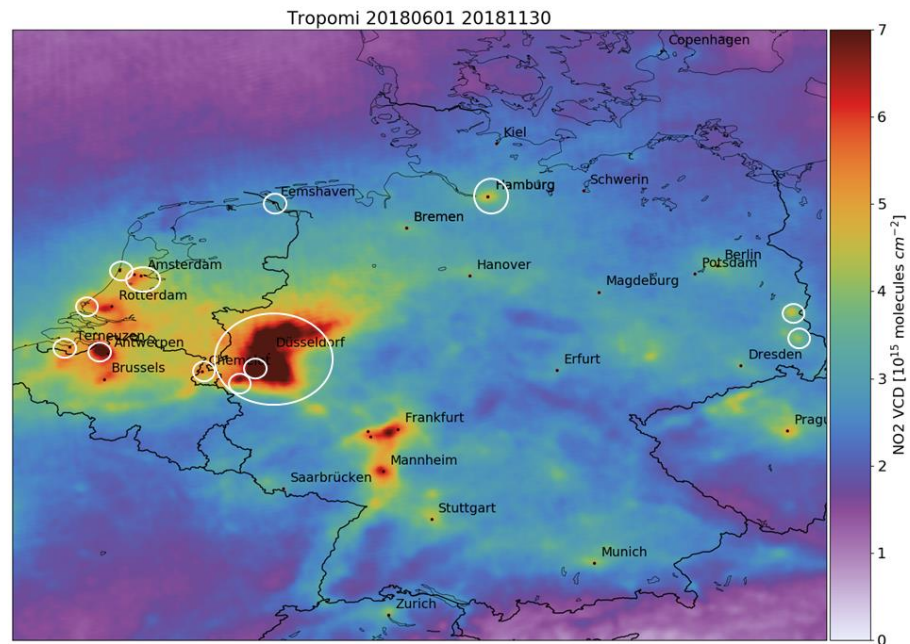 Tropomi 20180601 20181130
Copenhagen
Kiel
Eemshaven
Hamburg
Schwerin
Bremen
Amsterdam
Hanover
Berlin
Potsdam
Magdeburg
Rotterdam
Terneuzen
Antwerpen
Düsseldorf
Brussels
Erfurt
Dresden
Frankfurt
Pragu
Mannheim
Saarbrücken
Stuttgart
Munich
Zurich
7
6
5
4
3
2
1
0
NO2 VCD [10¹⁵ molecules cm⁻²]